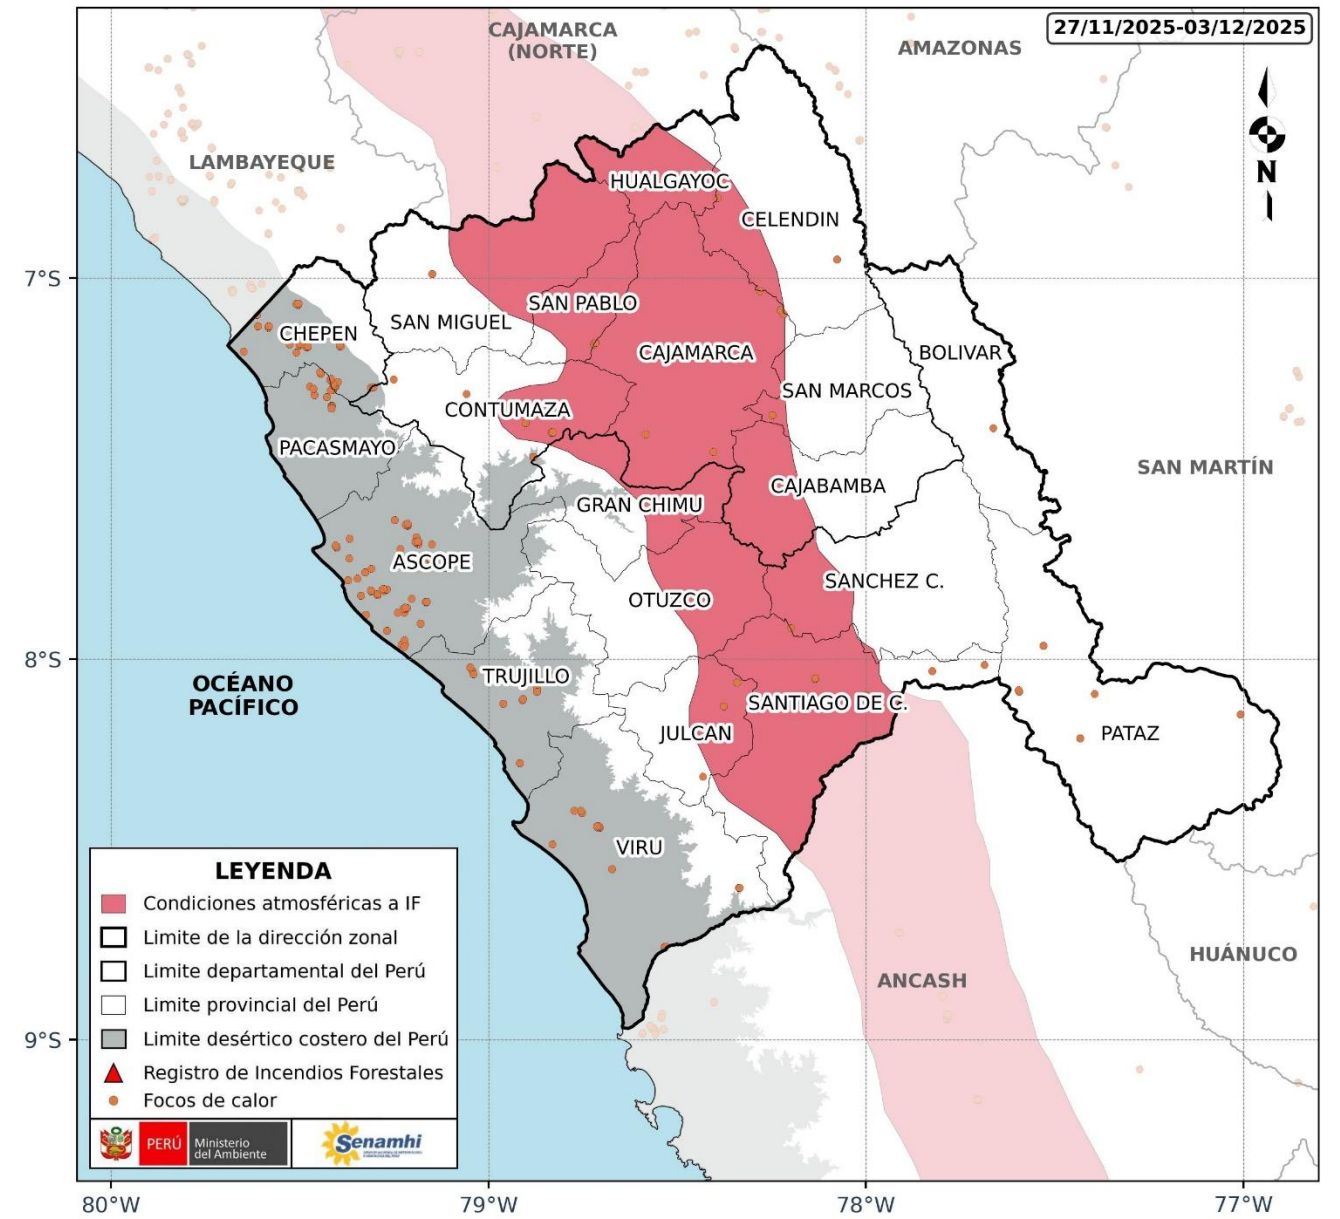 CAJAMARCA
(NORTE)
27/11/2025-03/12/2025
AMAZONAS
LAMBAYEQUE
N
HUALGAYOC
CELENDIN
7°S
SAN PABLO
CHEPEN
SAN MIGUEL
CAJAMARCA
BOLIVAR
SAN MARCOS
CONTUMAZA
PACASMAYO
SAN MARTÍN
CAJABAMBA
GRAN CHIMU
ASCOPE
SANCHEZ C.
OTUZCO
8°S
OCÉANO
PACÍFICO
TRUJILLO
SANTIAGO DE C.
JULCAN
PATAZ
VIRU
HUÁNUCO
ANCASH
9°S
LEYENDA
Condiciones atmosféricas a IF
Limite de la dirección zonal
Limite departamental del Perú
Limite provincial del Perú
Limite desértico costero del Perú
Registro de Incendios Forestales
Focos de calor
PERÚ
Ministerio
del Ambiente
Senamhi
80°W
79°W
78°W
77°W